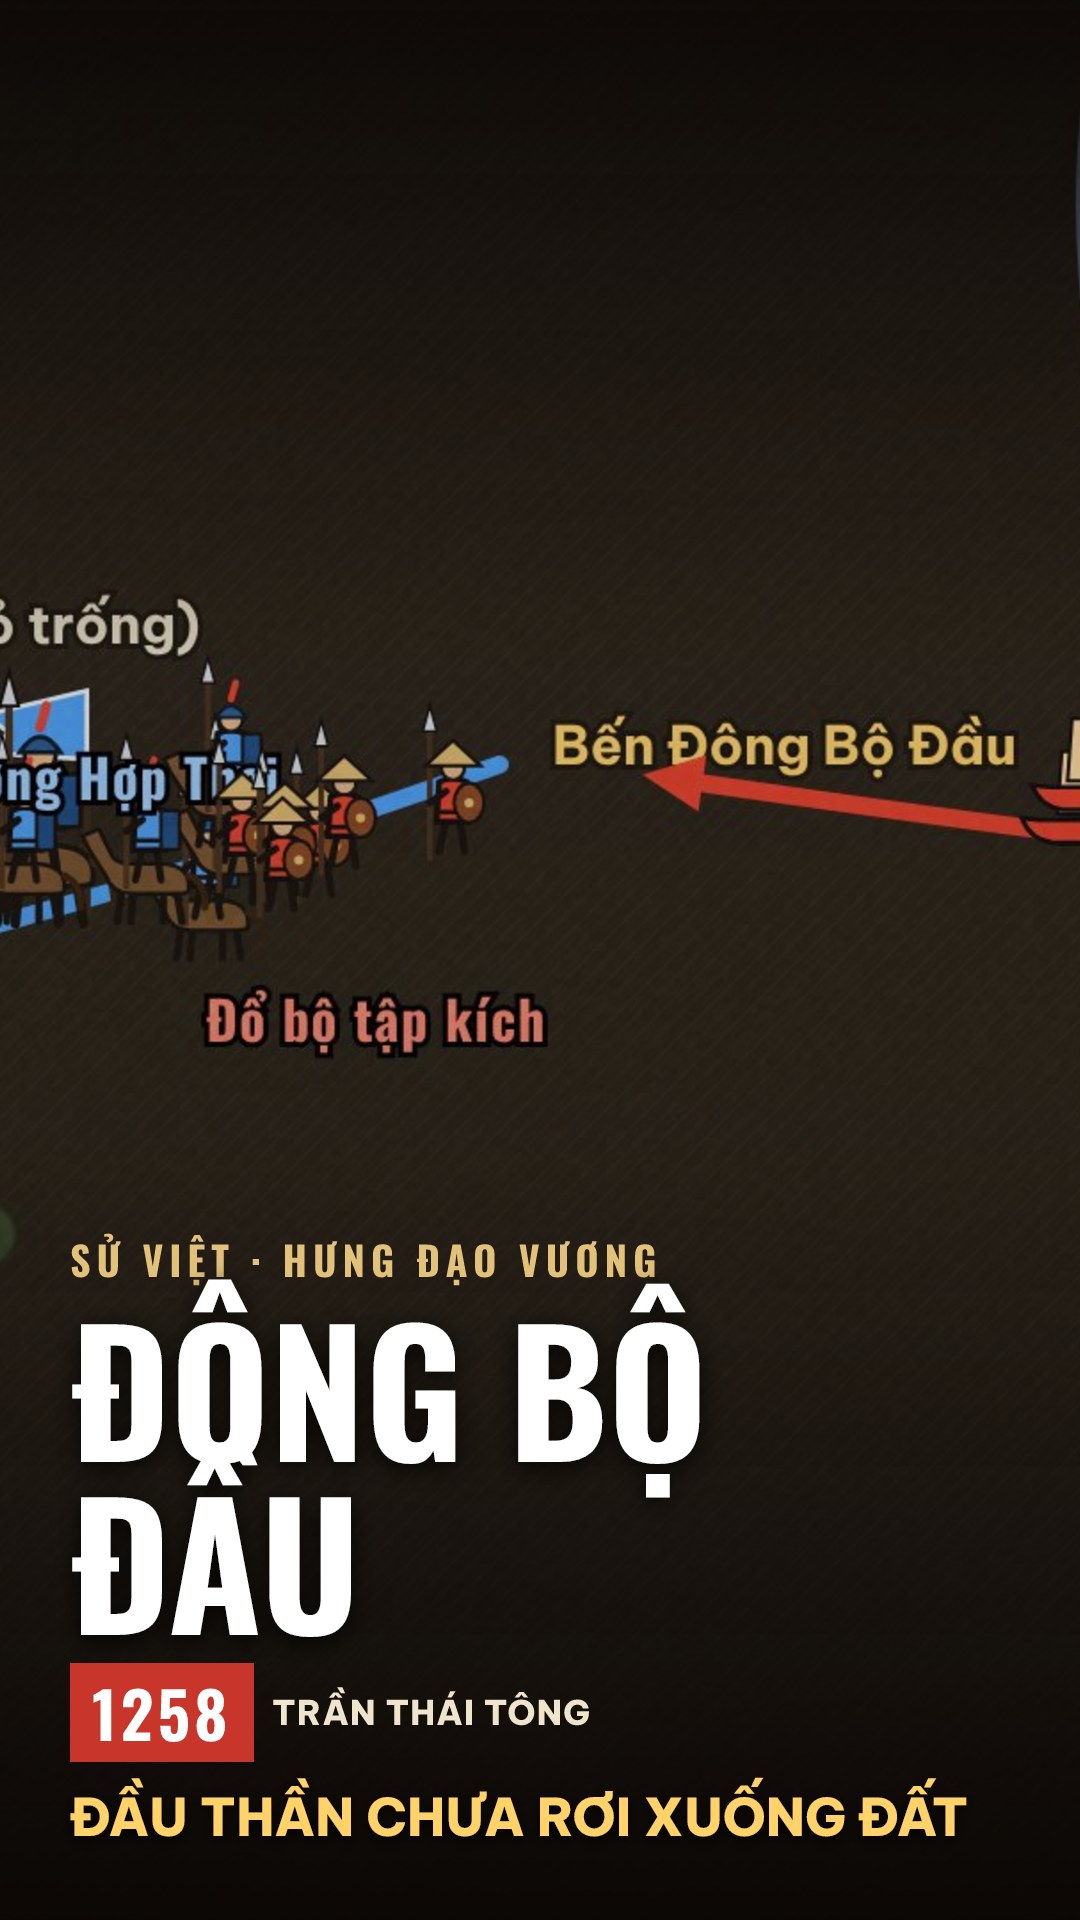 trống)
Hợp
Bến Đông Bộ Đầu
Đổ bộ tập kích
SỬ VIỆT · HƯNG ĐẠO VƯƠNG
ĐÔNG BỘ
ĐẦU
1258
TRẦN THÁI TÔNG
ĐẦU THẦN CHƯA RƠI XUỐNG ĐẤT